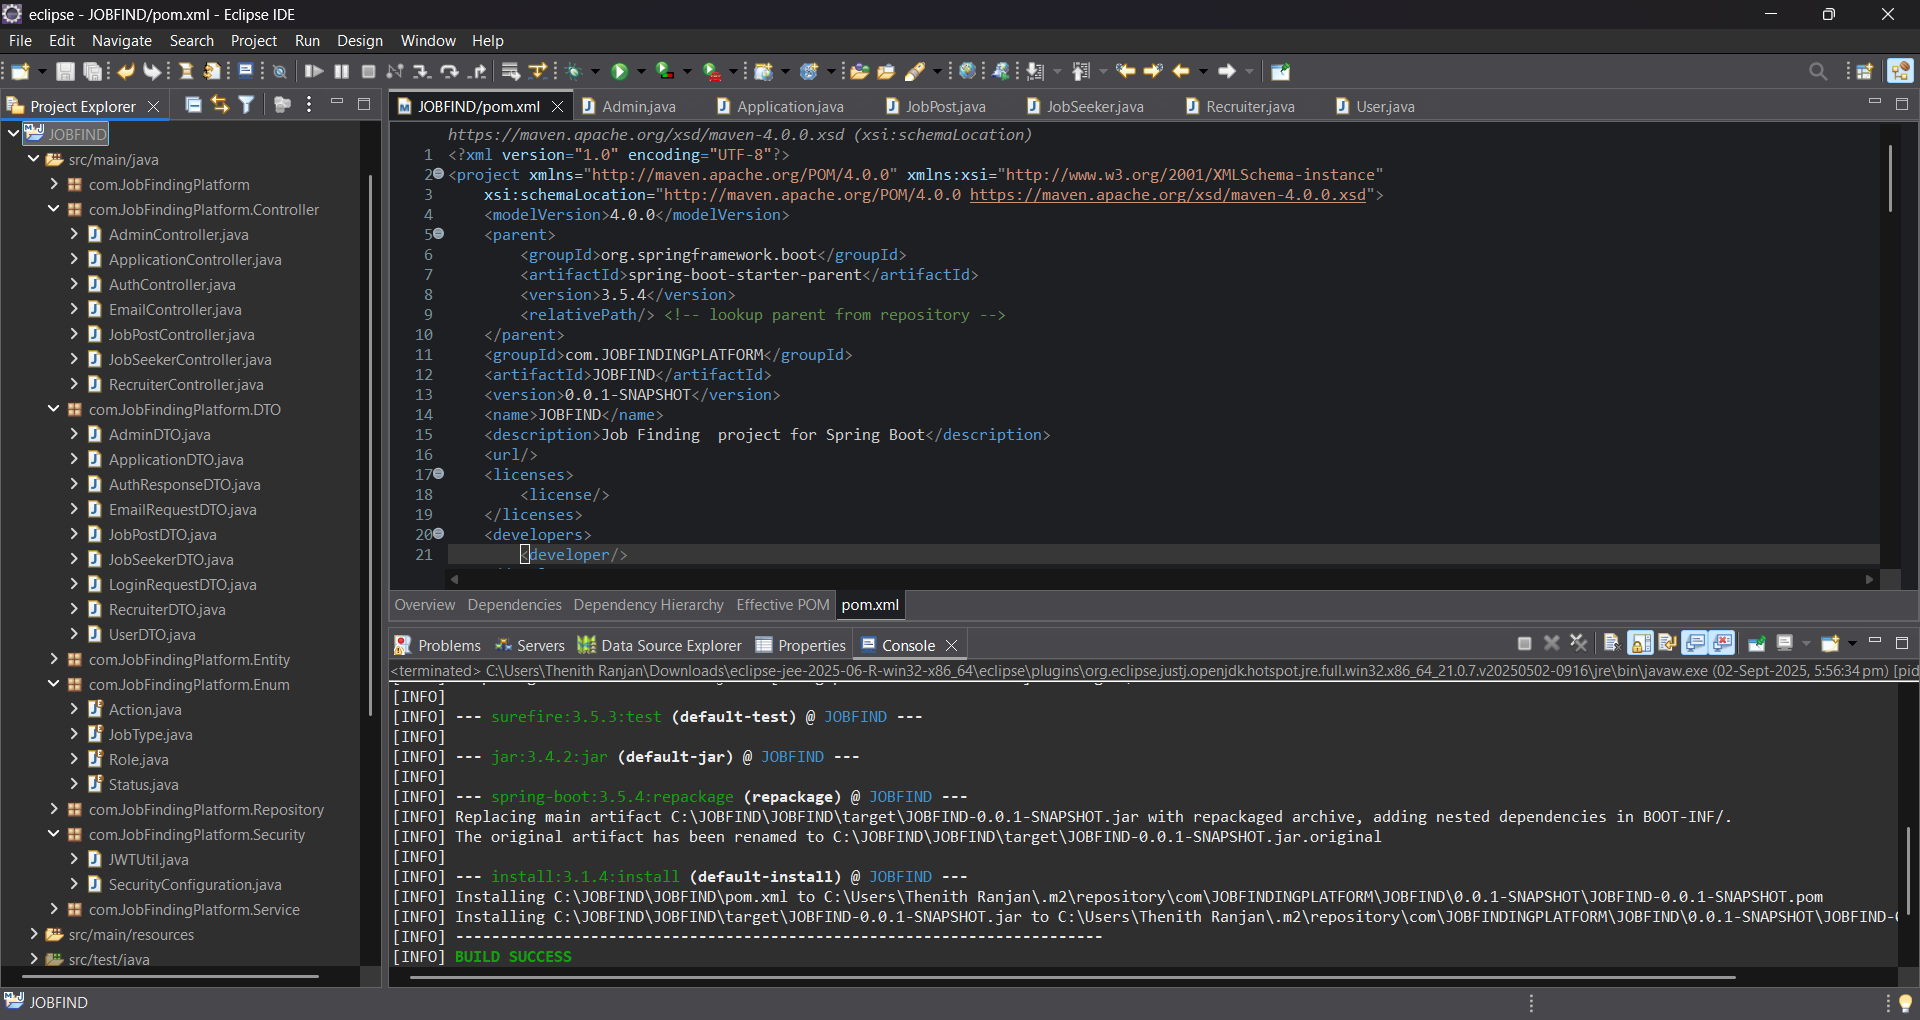 eclipse - JOBFIND/pom.xml - Eclipse IDE
File Edit Navigate Search Project Run Design Window Help
Project Explorer
JOBFIND/pom.xml Admin.java Application.java JobPost.java JobSeeker.java Recruiter.java User.java
JOBFIND
src/main/java
com.JobFindingPlatform
com.JobFindingPlatform.Controller
AdminController.java
ApplicationController.java
AuthController.java
EmailController.java
JobPostController.java
JobSeekerController.java
RecruiterController.java
com.JobFindingPlatform.DTO
AdminDTO.java
ApplicationDTO.java
AuthResponseDTO.java
EmailRequestDTO.java
JobPostDTO.java
JobSeekerDTO.java
LoginRequestDTO.java
RecruiterDTO.java
UserDTO.java
com.JobFindingPlatform.Entity
com.JobFindingPlatform.Enum
Action.java
JobType.java
Role.java
Status.java
com.JobFindingPlatform.Repository
com.JobFindingPlatform.Security
JWTUtil.java
SecurityConfiguration.java
com.JobFindingPlatform.Service
src/main/resources
src/test/java
https://maven.apache.org/xsd/maven-4.0.0.xsd (xsi:schemaLocation)
1 <?xml version="1.0" encoding="UTF-8"?>
2 <project xmlns="http://maven.apache.org/POM/4.0.0" xmlns:xsi="http://www.w3.org/2001/XMLSchema-instance"
3 xsi:schemaLocation="http://maven.apache.org/POM/4.0.0 https://maven.apache.org/xsd/maven-4.0.0.xsd">
4 <modelVersion>4.0.0</modelVersion>
5 <parent>
6 <groupId>org.springframework.boot</groupId>
7 <artifactId>spring-boot-starter-parent</artifactId>
8 <version>3.5.4</version>
9 <relativePath/> <!-- lookup parent from repository -->
10 </parent>
11 <groupId>com.JOBFINDINGPLATFORM</groupId>
12 <artifactId>JOBFIND</artifactId>
13 <version>0.0.1-SNAPSHOT</version>
14 <name>JOBFIND</name>
15 <description>Job Finding  project for Spring Boot</description>
16 <url/>
17 <licenses>
18 <license/>
19 </licenses>
20 <developers>
21 <developer/>
Overview Dependencies Dependency Hierarchy Effective POM pom.xml
Problems Servers Data Source Explorer Properties Console
<terminated> C:\Users\Thenith Ranjan\Downloads\eclipse-jee-2025-06-R-win32-x86_64\eclipse\plugins\org.eclipse.justj.openjdk.hotspot.jre.full.win32.x86_64_21.0.7.v20250502-0916\jre\bin\javaw.exe (02-Sept-2025, 5:56:34 pm) [pid
[INFO]
[INFO] --- surefire:3.5.3:test (default-test) @ JOBFIND ---
[INFO]
[INFO] --- jar:3.4.2:jar (default-jar) @ JOBFIND ---
[INFO]
[INFO] --- spring-boot:3.5.4:repackage (repackage) @ JOBFIND ---
[INFO] Replacing main artifact C:\JOBFIND\JOBFIND\target\JOBFIND-0.0.1-SNAPSHOT.jar with repackaged archive, adding nested dependencies in BOOT-INF/.
[INFO] The original artifact has been renamed to C:\JOBFIND\JOBFIND\target\JOBFIND-0.0.1-SNAPSHOT.jar.original
[INFO]
[INFO] --- install:3.1.4:install (default-install) @ JOBFIND ---
[INFO] Installing C:\JOBFIND\JOBFIND\pom.xml to C:\Users\Thenith Ranjan\.m2\repository\com\JOBFINDINGPLATFORM\JOBFIND\0.0.1-SNAPSHOT\JOBFIND-0.0.1-SNAPSHOT.pom
[INFO] Installing C:\JOBFIND\JOBFIND\target\JOBFIND-0.0.1-SNAPSHOT.jar to C:\Users\Thenith Ranjan\.m2\repository\com\JOBFINDINGPLATFORM\JOBFIND\0.0.1-SNAPSHOT\JOBFIND-
[INFO] ------------------------------------------------------------------------
[INFO] BUILD SUCCESS
JOBFIND